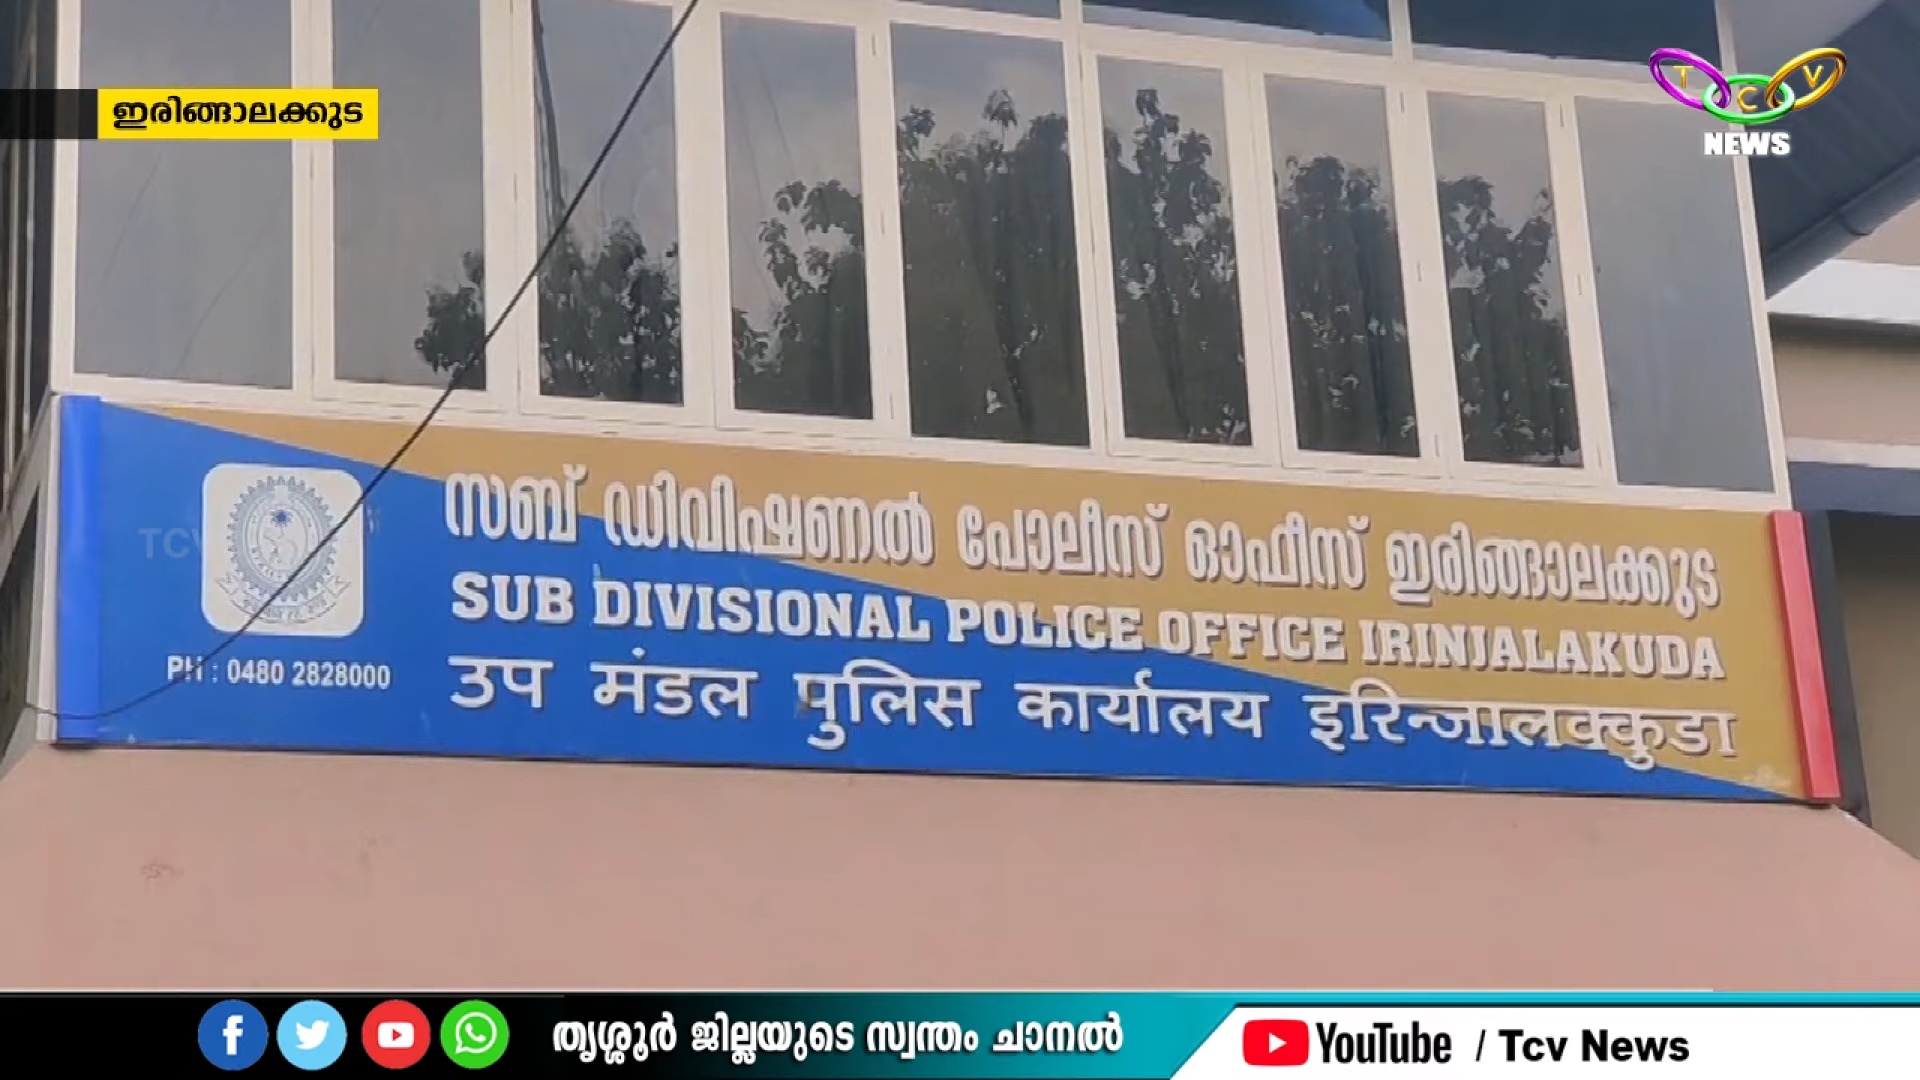 ഇരിങ്ങാലക്കുട
T C V
NEWS
TCV
സബ് ഡിവിഷണൽ പോലീസ് ഓഫീസ് ഇരിങ്ങാലക്കുട
SUB DIVISIONAL POLICE OFFICE IRINJALAKUDA
उप मंडल पुलिस कार्यालय इरिन्जालक्कुडा
PH : 0480 2828000
തൃശ്ശൂർ ജില്ലയുടെ സ്വന്തം ചാനൽ
YouTube / Tcv News